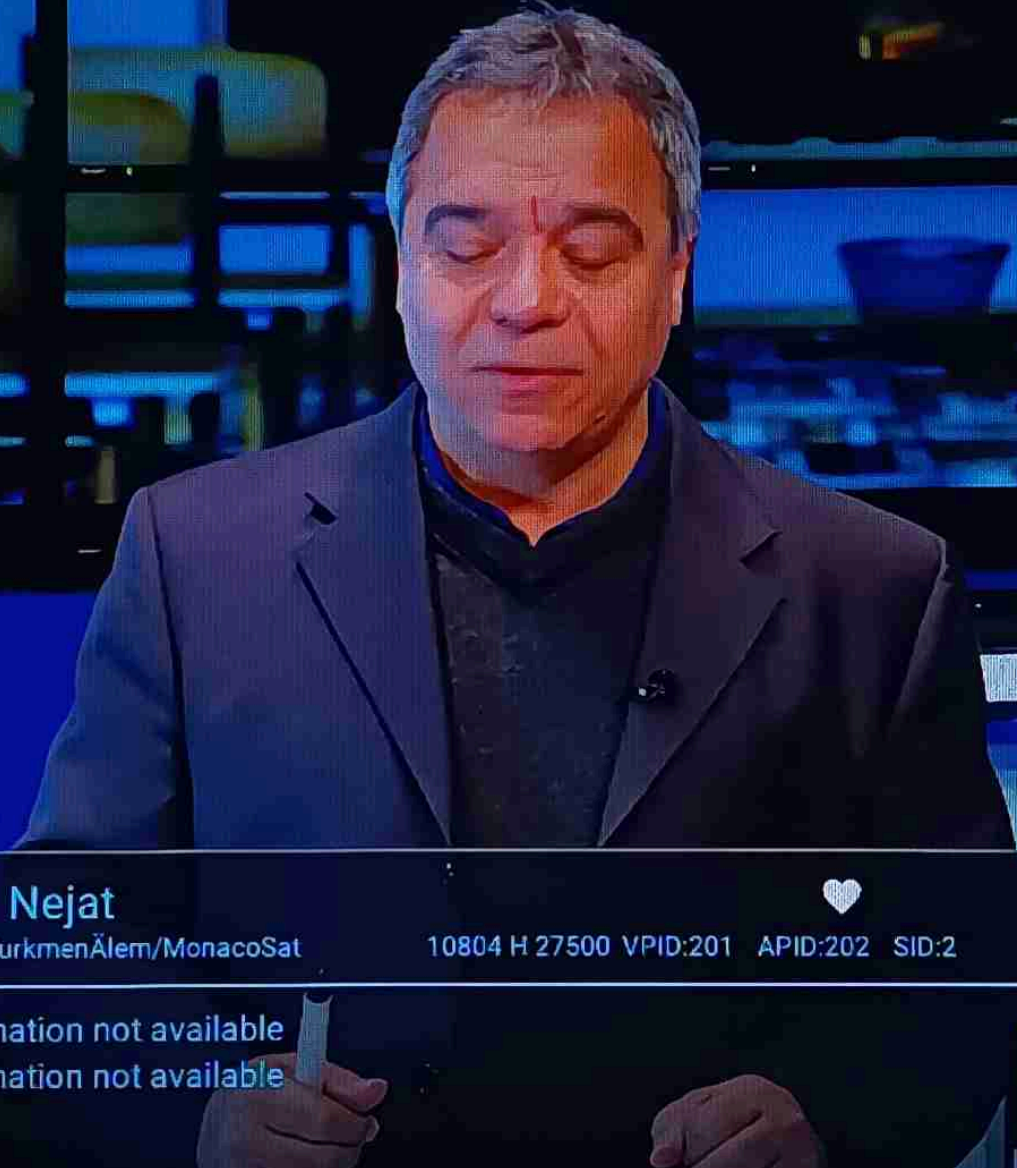 Nejat
urkmenÄlem/MonacoSat 10804 H 27500 VPID:201 APID:202 SID:2
nation not available
nation not available